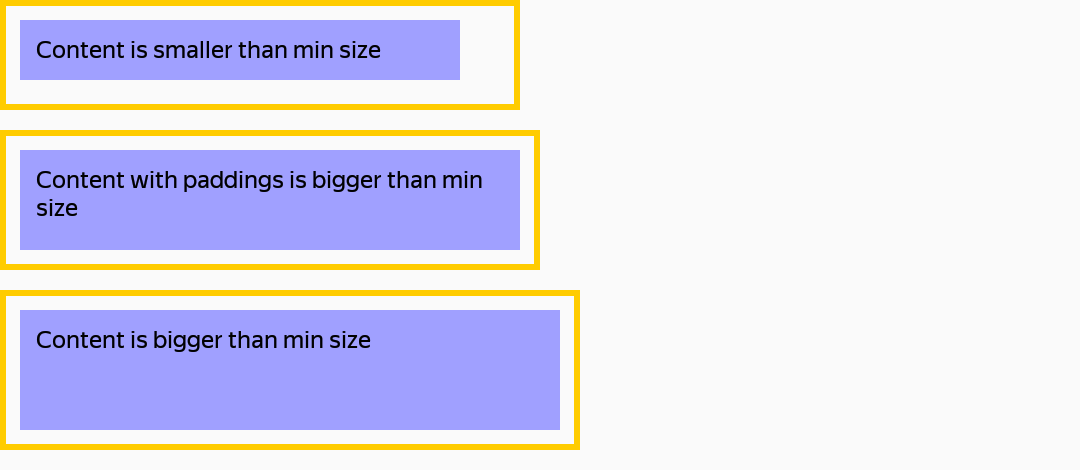 Content is smaller than min size
Content with paddings is bigger than min
size
Content is bigger than min size